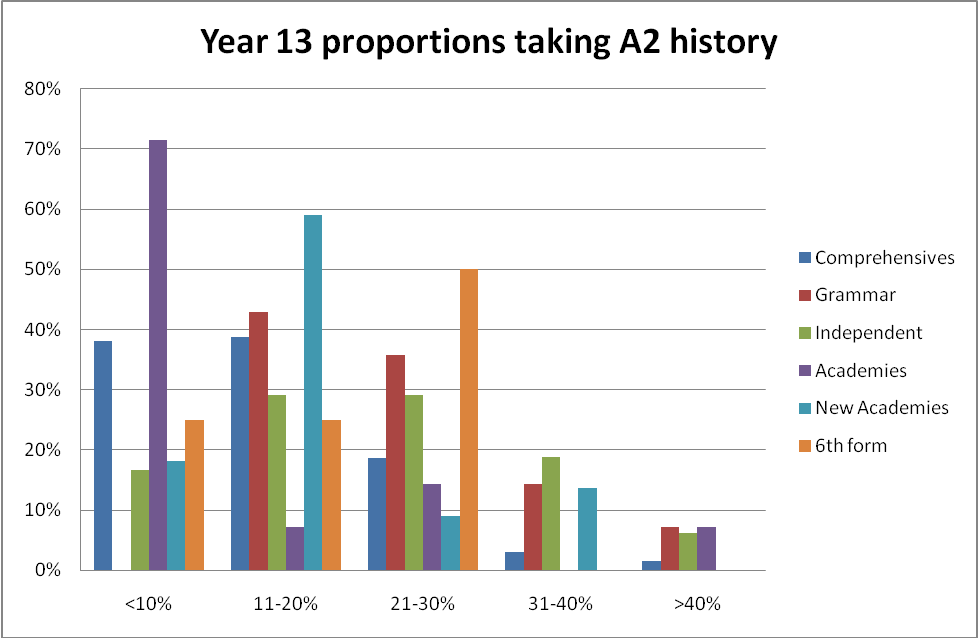 Year 13 proportions taking A2 history
80%
70%
60%
50%
40%
30%
20%
10%
0%
<10%
11-20%
21-30%
31-40%
>40%
Comprehensives
Grammar
Independent
Academies
New Academies
6th form